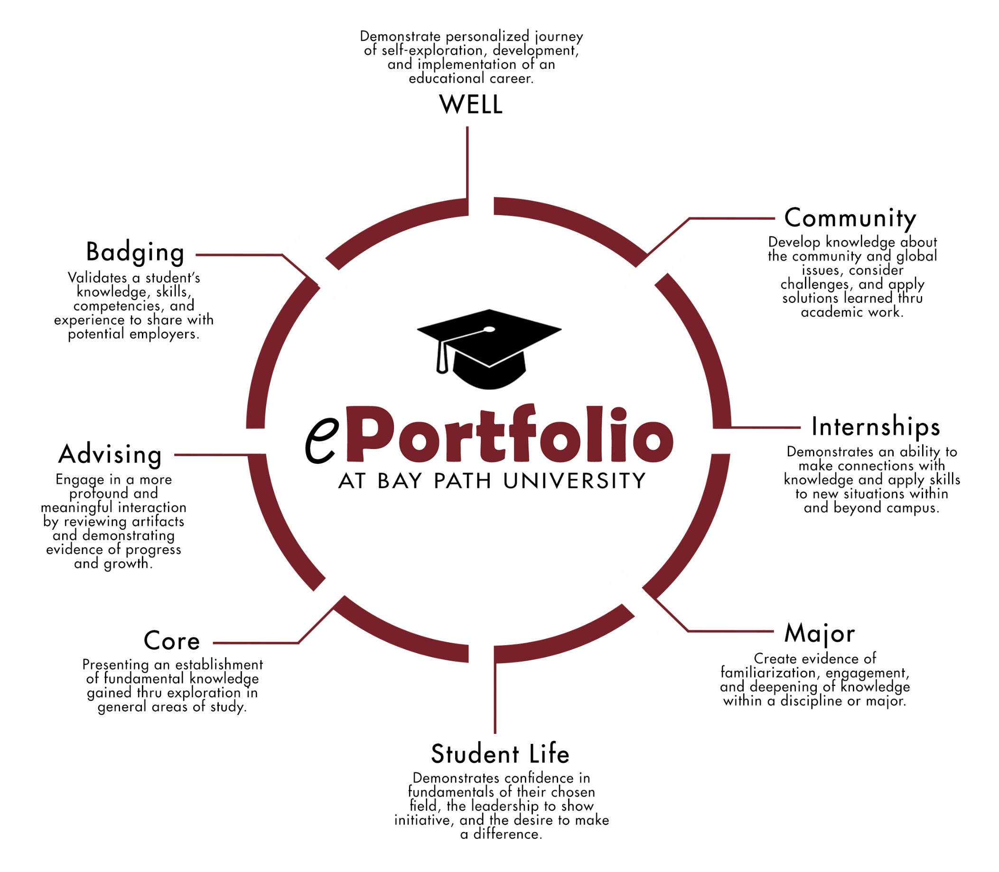 Demonstrate personalized journey
of self-exploration, development,
and implementation of an
educational career.
WELL
Community
Develop knowledge about
the community and global
issues, consider
challenges, and apply
solutions learned thru
academic work.
Badging
Validates a student's
knowledge, skills,
competencies, and
experience to share with
potential employers.
ePortfolio
AT BAY PATH UNIVERSITY
Internships
Demonstrates an ability to
make connections with
knowledge and apply skills
to new situations within
and beyond campus.
Advising
Engage in a more
profound and
meaningful interaction
by reviewing artifacts
and demonstrating
evidence of progress
and growth.
Major
Create evidence of
familiarization, engagement,
and deepening of knowledge
within a discipline or major.
Core
Presenting an establishment
of fundamental knowledge
gained thru exploration in
general areas of study.
Student Life
Demonstrates confidence in
fundamentals of their chosen
field, the leadership to show
initiative, and the desire to make
a difference.